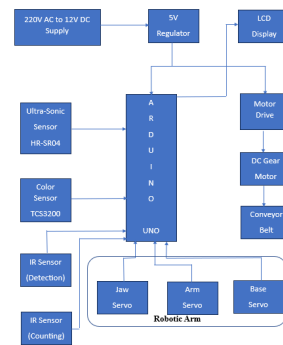 220V AC to 12V DC
Supply
5V
Regulator
LCD
Display
A
R
D
U
I
N
O
UNO
Ultra-Sonic
Sensor
HR-SR04
Motor
Drive
DC Gear
Motor
Color
Sensor
TCS3200
Conveyor
Belt
IR Sensor
(Detection)
IR Sensor
(Counting)
Jaw
Servo
Arm
Servo
Base
Servo
Robotic Arm